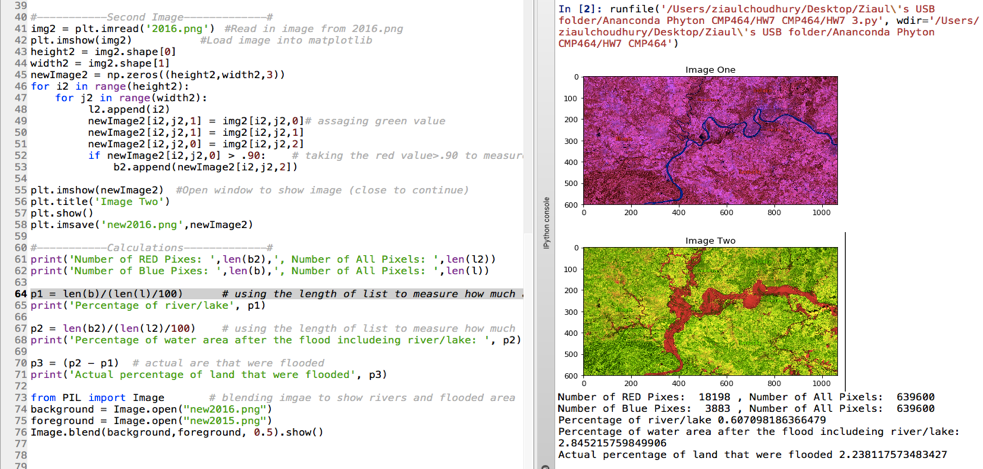 39
40 #———————————Second Image—————————————#
41 img2 = plt.imread('2016.png') #Read in image from 2016.png
42 plt.imshow(img2) #Load image into matplotlib
43 height2 = img2.shape[0]
44 width2 = img2.shape[1]
45 newImage2 = np.zeros((height2,width2,3))
46 for i2 in range(height2):
47 for j2 in range(width2):
48 l2.append(i2)
49 newImage2[i2,j2,1] = img2[i2,j2,0]# assaging green value
50 newImage2[i2,j2,1] = img2[i2,j2,1]
51 newImage2[i2,j2,0] = img2[i2,j2,2]
52 if newImage2[i2,j2,0] > .90: # taking the red value>.90 to measur
53 b2.append(newImage2[i2,j2,2])
54
55 plt.imshow(newImage2) #Open window to show image (close to continue)
56 plt.title('Image Two')
57 plt.show()
58 plt.imsave('new2016.png',newImage2)
59
60 #———————————Calculations—————————————#
61 print('Number of RED Pixes: ',len(b2),', Number of All Pixels: ',len(l2))
62 print('Number of Blue Pixes: ',len(b),', Number of All Pixels: ',len(l))
63
64 p1 = len(b)/(len(l)/100) # using the length of list to measure how much
65 print('Percentage of river/lake', p1)
66
67 p2 = len(b2)/(len(l2)/100) # using the length of list to measure how much
68 print('Percentage of water area after the flood includeing river/lake: ', p2)
69
70 p3 = (p2 - p1) # actual are that were flooded
71 print('Actual percentage of land that were flooded', p3)
72
73 from PIL import Image # blending imgae to show rivers and flooded area
74 background = Image.open("new2016.png")
75 foreground = Image.open("new2015.png")
76 Image.blend(background,foreground, 0.5).show()
77
78
79
IPython console
In [2]: runfile('/Users/ziaulchoudhury/Desktop/Ziaul\'s USB
folder/Ananconda Phyton CMP464/HW7 CMP464/HW7 3.py', wdir='/Users/
ziaulchoudhury/Desktop/Ziaul\'s USB folder/Ananconda Phyton
CMP464/HW7 CMP464')
Image One
0
100
200
300
400
500
600
0 200 400 600 800 1000
Image Two
0
100
200
300
400
500
600
0 200 400 600 800 1000
Number of RED Pixes: 18198 , Number of All Pixels: 639600
Number of Blue Pixes: 3883 , Number of All Pixels: 639600
Percentage of river/lake 0.607098186366479
Percentage of water area after the flood includeing river/lake:
2.845215759849906
Actual percentage of land that were flooded 2.238117573483427